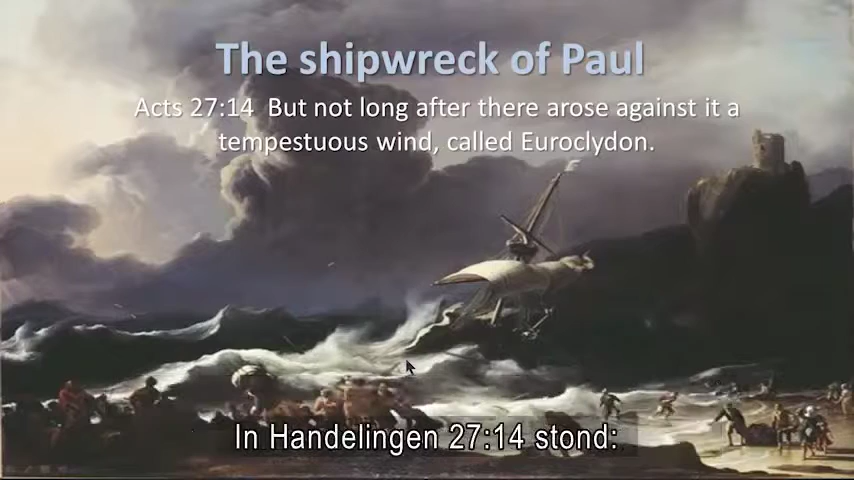 The shipwreck of Paul
Acts 27:14  But not long after there arose against it a
tempestuous wind, called Euroclydon.
In Handelingen 27:14 stond: